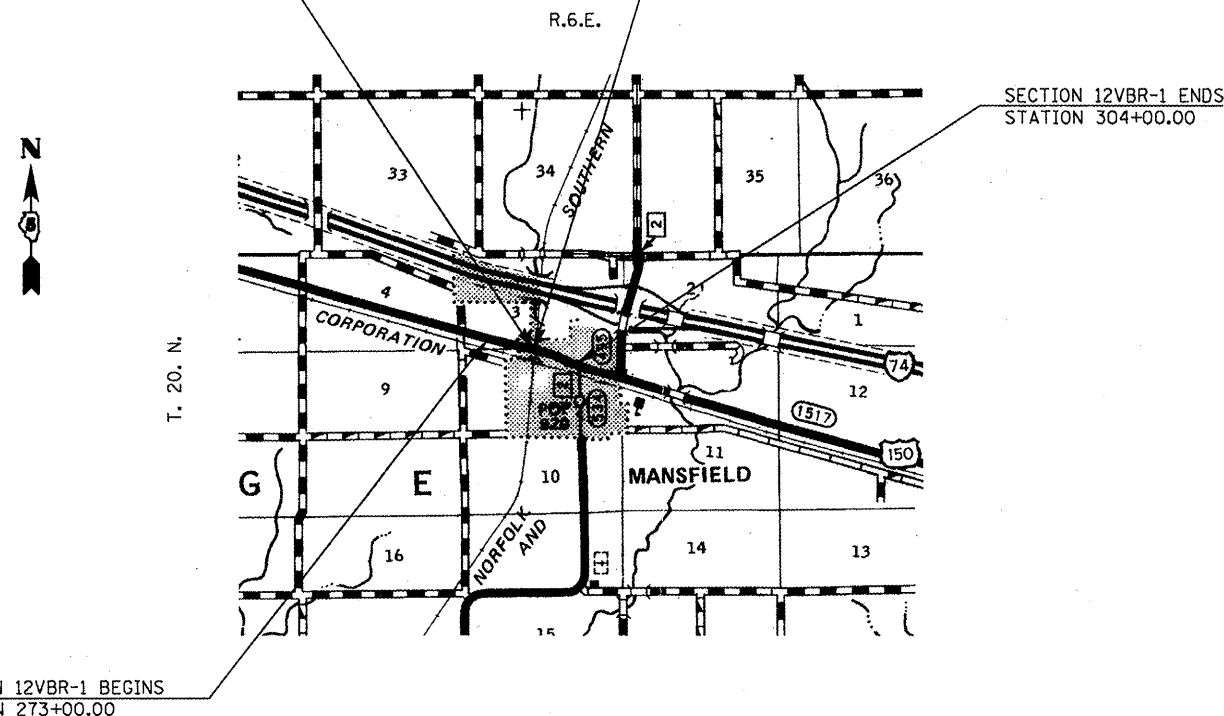 R.6.E.
SECTION 12VBR-1 ENDS
STATION 304+00.00
N
5
33
34
SOUTHERN
35
36
2
T. 20. N.
4
3
2
1
CORPORATION
9
12
74
1517
150
11
G E
10
MANSFIELD
NORFOLK
AND
16
14
13
15
N 12VBR-1 BEGINS
N 273+00.00